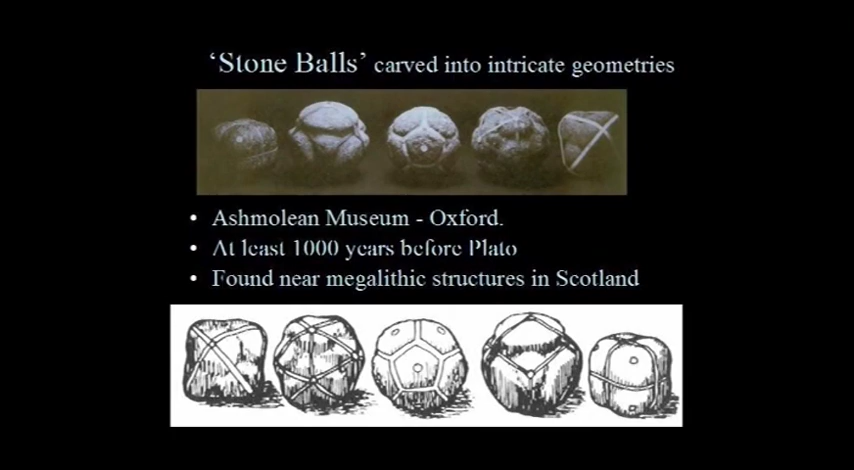 ‘Stone Balls’ carved into intricate geometries
• Ashmolean Museum - Oxford.
• At least 1000 years before Plato
• Found near megalithic structures in Scotland